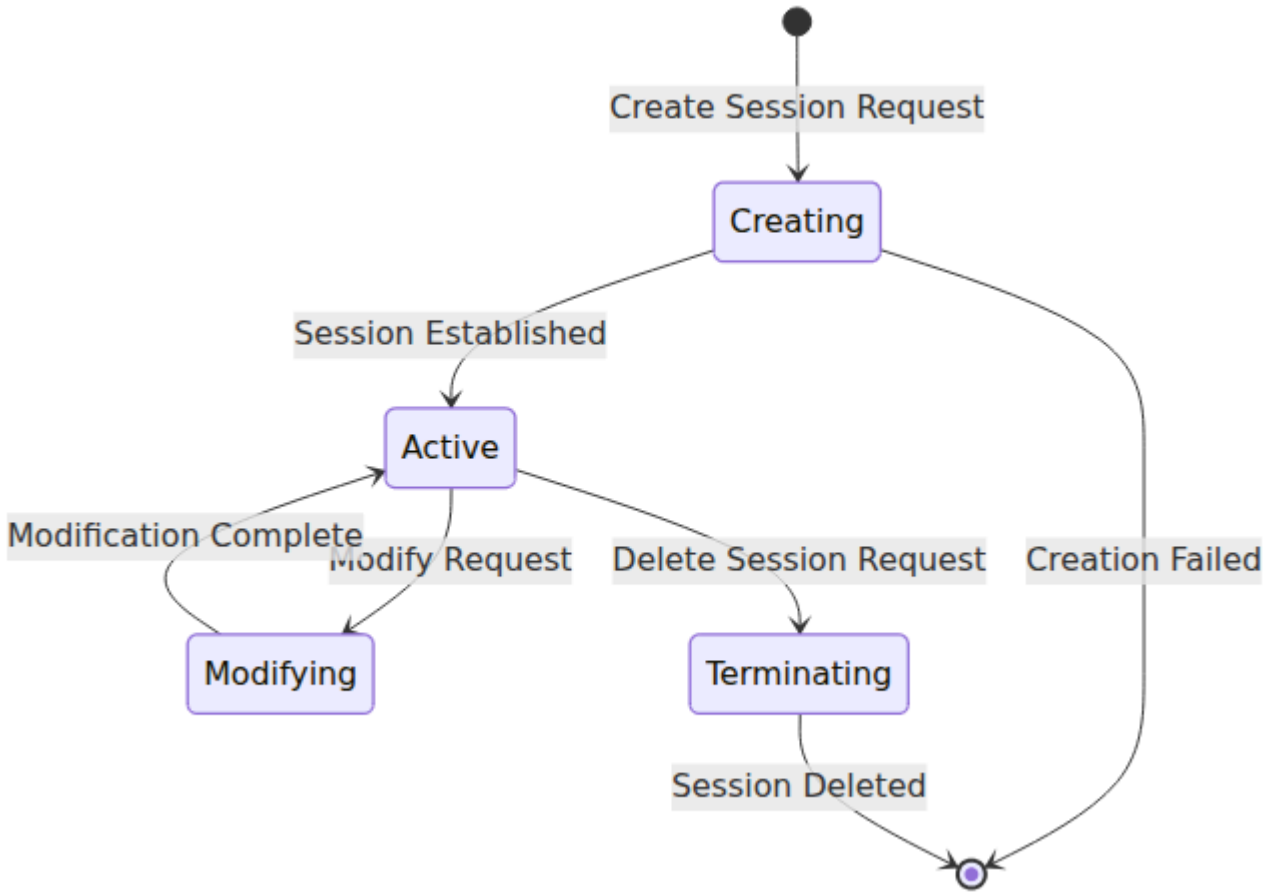 Create Session Request
Creating
Session Established
Active
Modification Complete
Modify Request
Delete Session Request
Creation Failed
Modifying
Terminating
Session Deleted